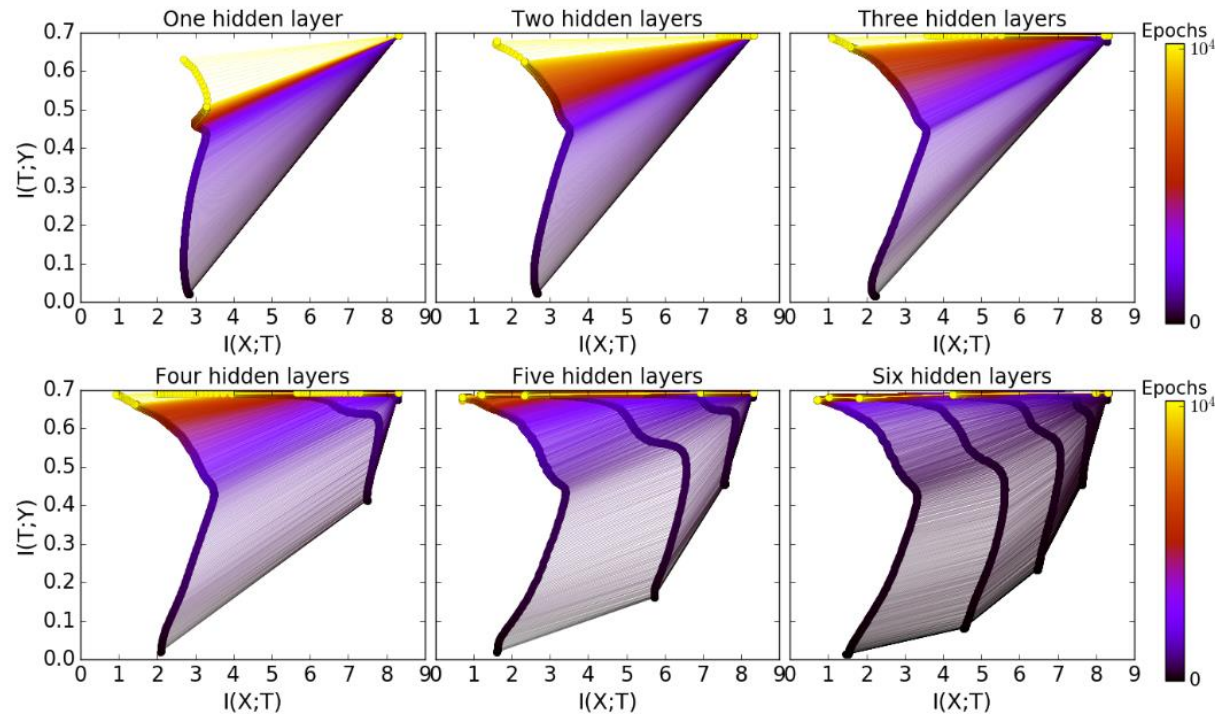 One hidden layer
Two hidden layers
Three hidden layers
Epochs
0.7
0.6
0.5
0.4
0.3
0.2
0.1
0.0
I(T;Y)
10^4
0
0 1 2 3 4 5 6 7 8 9
0 1 2 3 4 5 6 7 8 9
0 1 2 3 4 5 6 7 8 9
I(X;T)
I(X;T)
I(X;T)
Four hidden layers
Five hidden layers
Six hidden layers
Epochs
0.7
0.6
0.5
0.4
0.3
0.2
0.1
0.0
I(T;Y)
10^4
0
0 1 2 3 4 5 6 7 8 9
0 1 2 3 4 5 6 7 8 9
0 1 2 3 4 5 6 7 8 9
I(X;T)
I(X;T)
I(X;T)